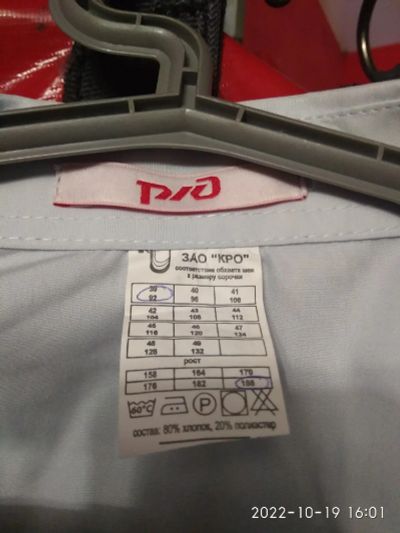 РЖД
ЗАО "КРО"
соответствие обхвата шеи
к размеру сорочки
39 40 41
92 96 100
42 43 44
104 108 112
45 46 47
116 120 124
48 49
128 132
рост
158 164 170
176 182 188
60°C P
состав: 80% хлопок, 20% полиэстер
2022-10-19 16:01